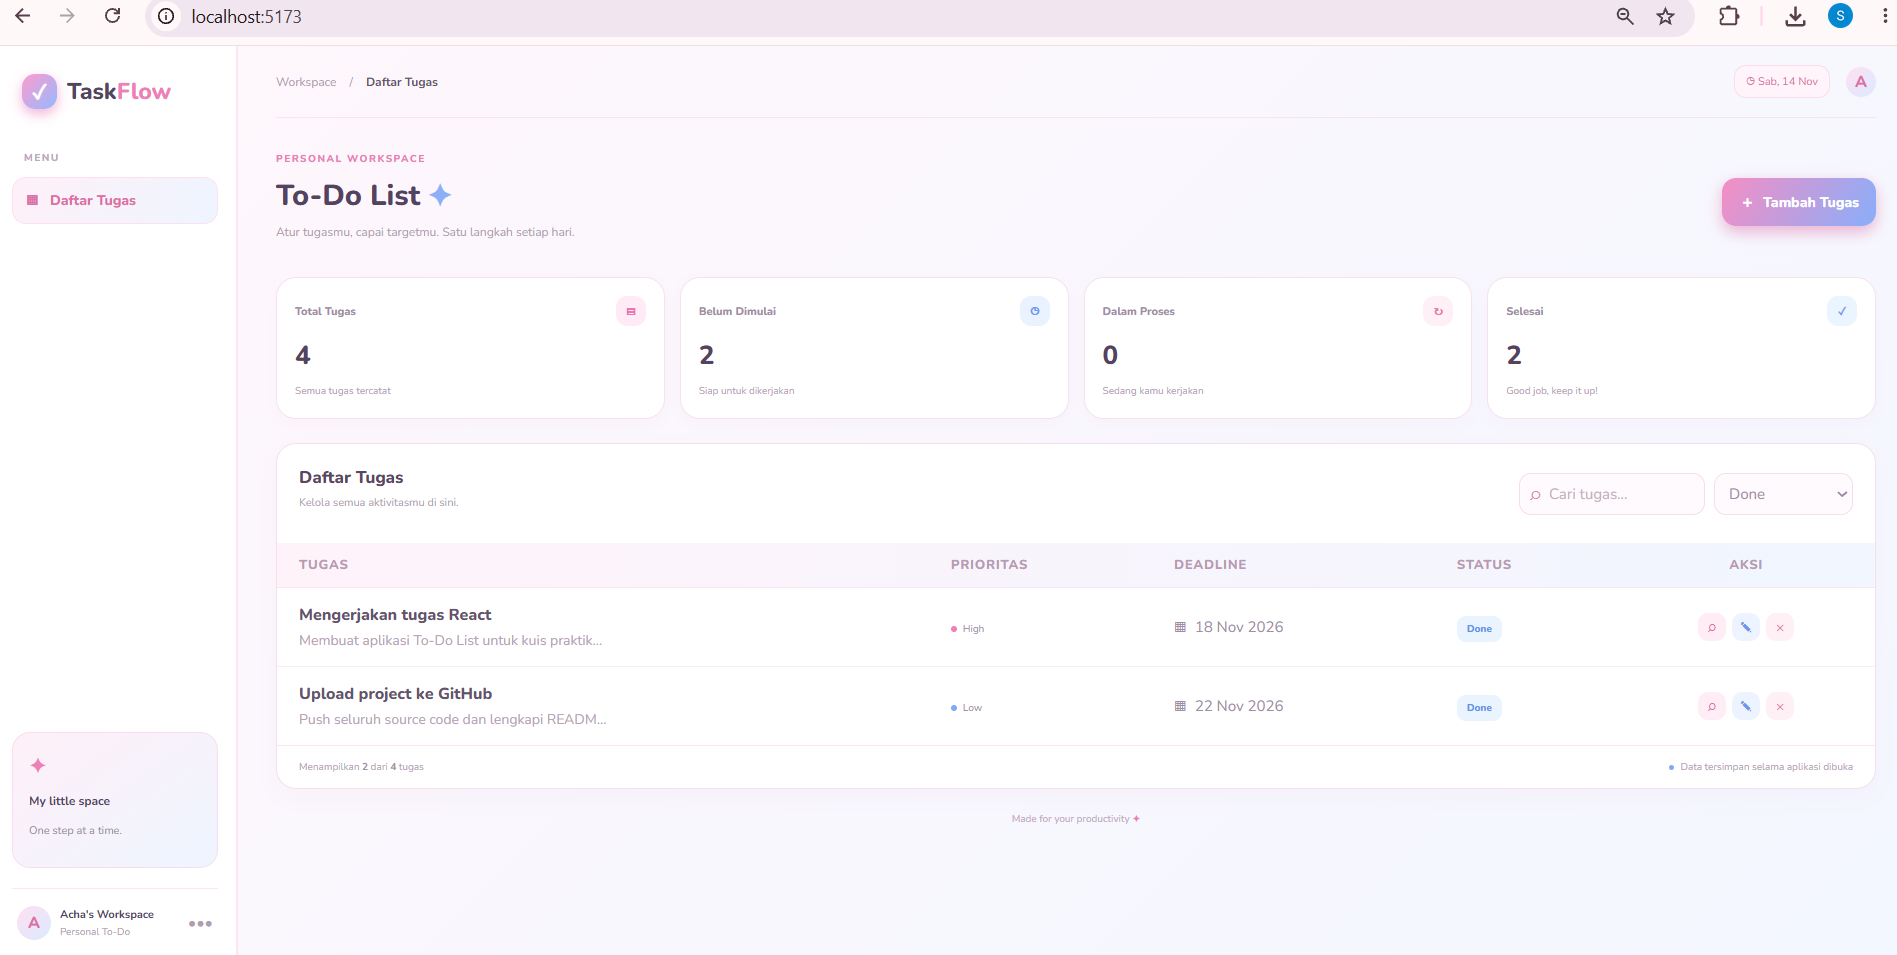 localhost:5173
S
TaskFlow
MENU
Daftar Tugas
My little space
One step at a time.
A
Acha's Workspace
Personal To-Do
Workspace / Daftar Tugas
Sab, 14 Nov
A
PERSONAL WORKSPACE
To-Do List
Atur tugasmu, capai targetmu. Satu langkah setiap hari.
+ Tambah Tugas
Total Tugas
4
Semua tugas tercatat
Belum Dimulai
2
Siap untuk dikerjakan
Dalam Proses
0
Sedang kamu kerjakan
Selesai
2
Good job, keep it up!
Daftar Tugas
Kelola semua aktivitasmu di sini.
Cari tugas...
Done
TUGAS PRIORITAS DEADLINE STATUS AKSI
Mengerjakan tugas React
Membuat aplikasi To-Do List untuk kuis praktik...
High
18 Nov 2026
Done
Upload project ke GitHub
Push seluruh source code dan lengkapi READM...
Low
22 Nov 2026
Done
Menampilkan 2 dari 4 tugas
Data tersimpan selama aplikasi dibuka
Made for your productivity